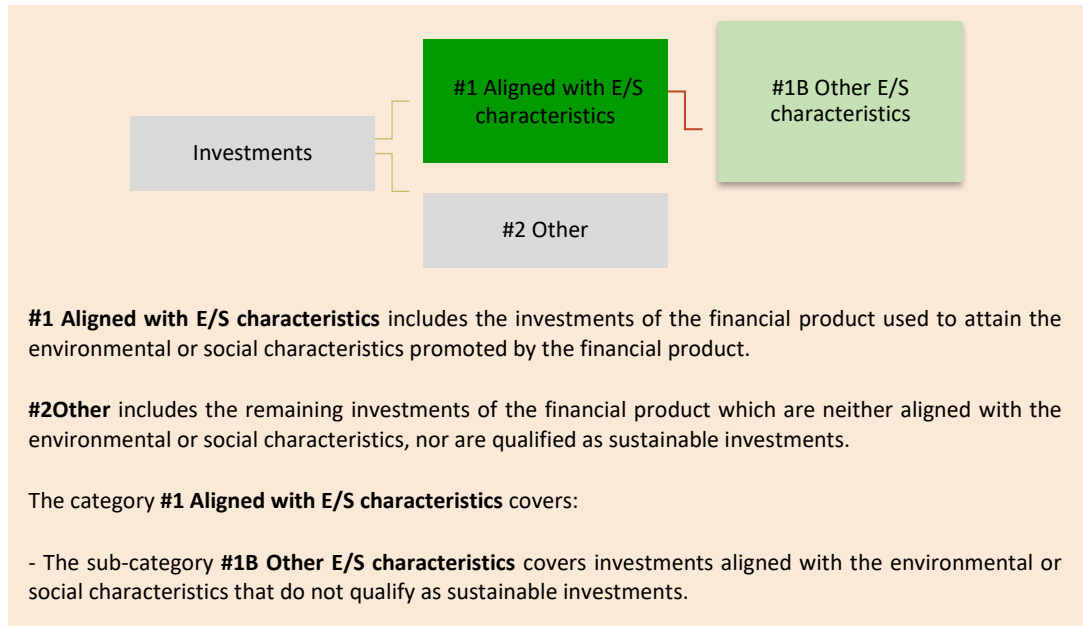 #1 Aligned with E/S
characteristics
#1B Other E/S
characteristics
Investments
#2 Other
#1 Aligned with E/S characteristics includes the investments of the financial product used to attain the
environmental or social characteristics promoted by the financial product.
#2Other includes the remaining investments of the financial product which are neither aligned with the
environmental or social characteristics, nor are qualified as sustainable investments.
The category #1 Aligned with E/S characteristics covers:
- The sub-category #1B Other E/S characteristics covers investments aligned with the environmental or
social characteristics that do not qualify as sustainable investments.